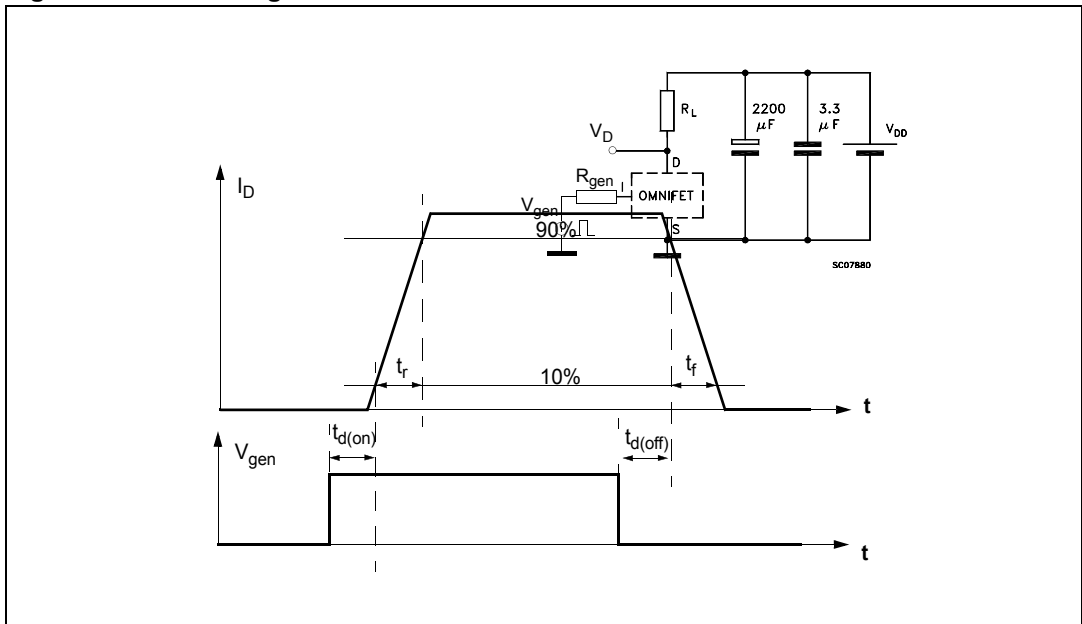 R_L
2200
µF
3.3
µF
V_DD
V_D
D
I_D
R_gen
I
OMNIFET
V_gen
S
90%
SC07880
t_r
10%
t_f
t
t_d(on)
t_d(off)
V_gen
t